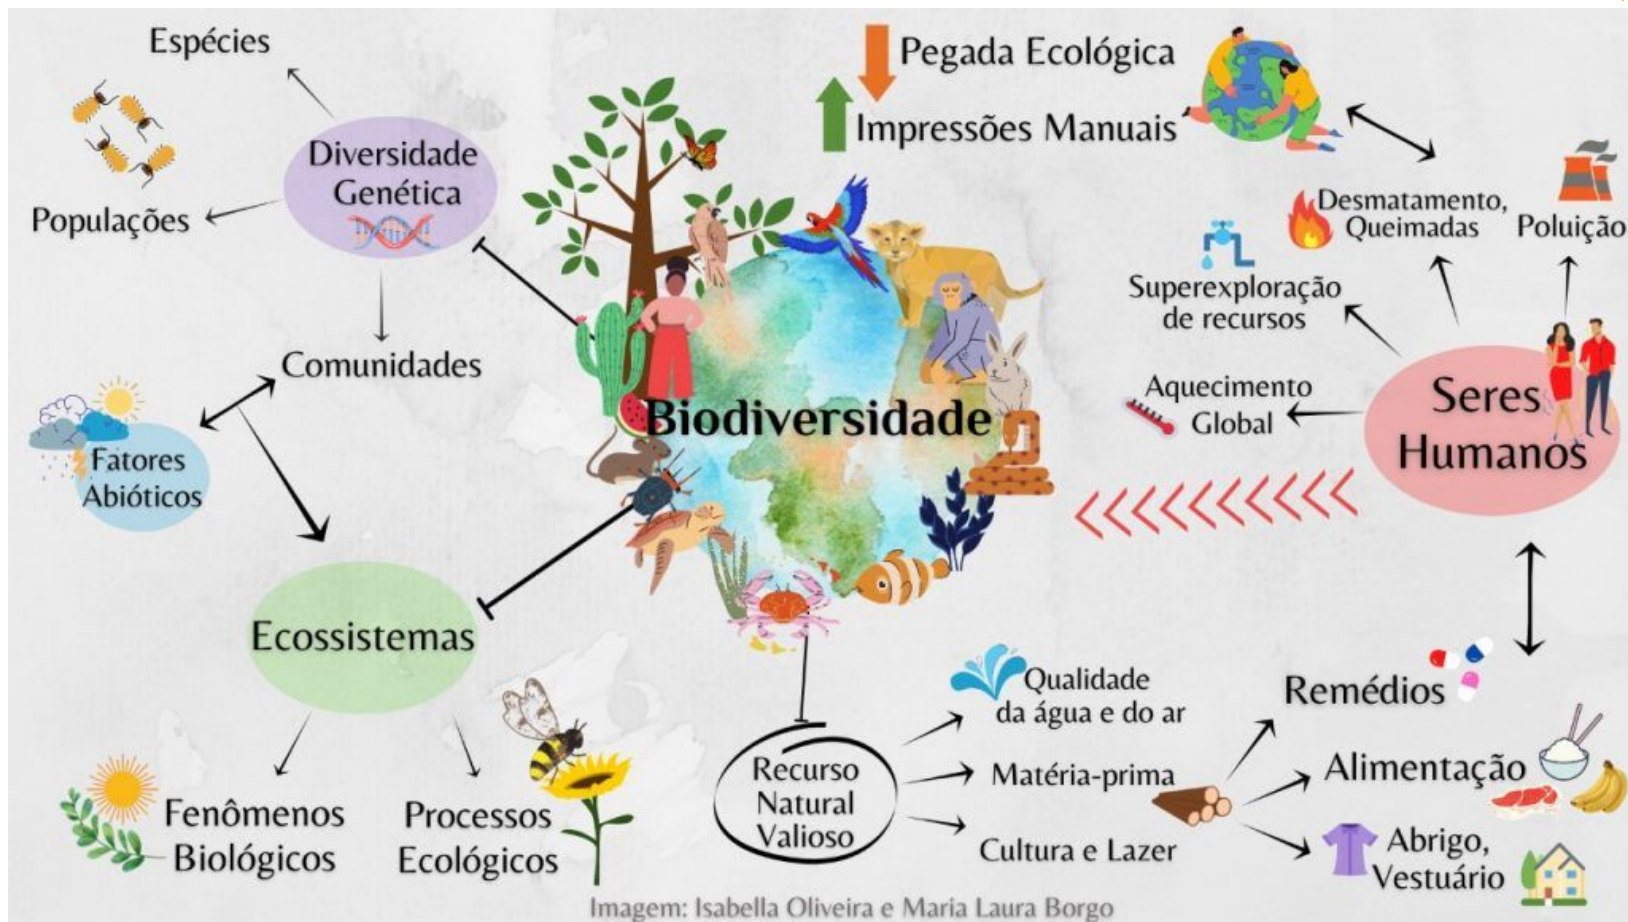 Espécies
Diversidade
Genética
Populações
Comunidades
Fatores
Abióticos
Ecossistemas
Fenômenos
Biológicos
Processos
Ecológicos
Biodiversidade
Pegada Ecológica
Impressões Manuais
Desmatamento,
Queimadas
Poluição
Superexploração
de recursos
Aquecimento
Global
Seres
Humanos
Recurso
Natural
Valioso
Qualidade
da água e do ar
Matéria-prima
Cultura e Lazer
Remédios
Alimentação
Abrigo,
Vestuário
Imagem: Isabella Oliveira e Maria Laura Borgo